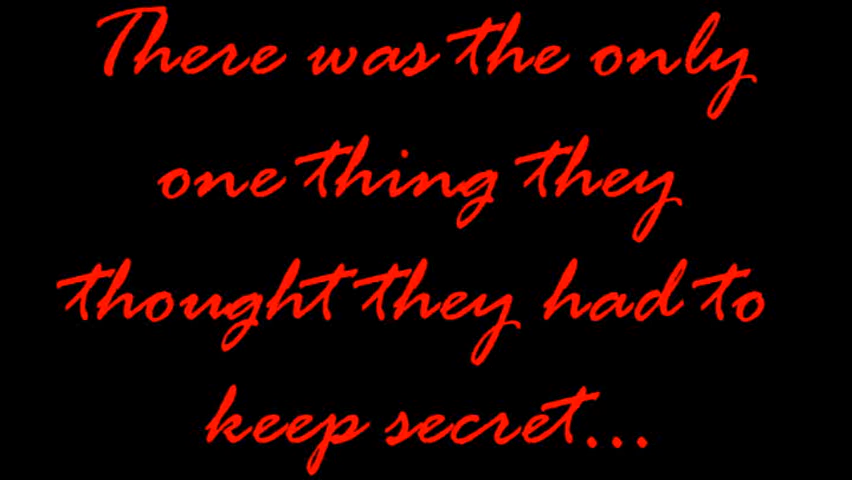 There was the only
one thing they
thought they had to
keep secret...